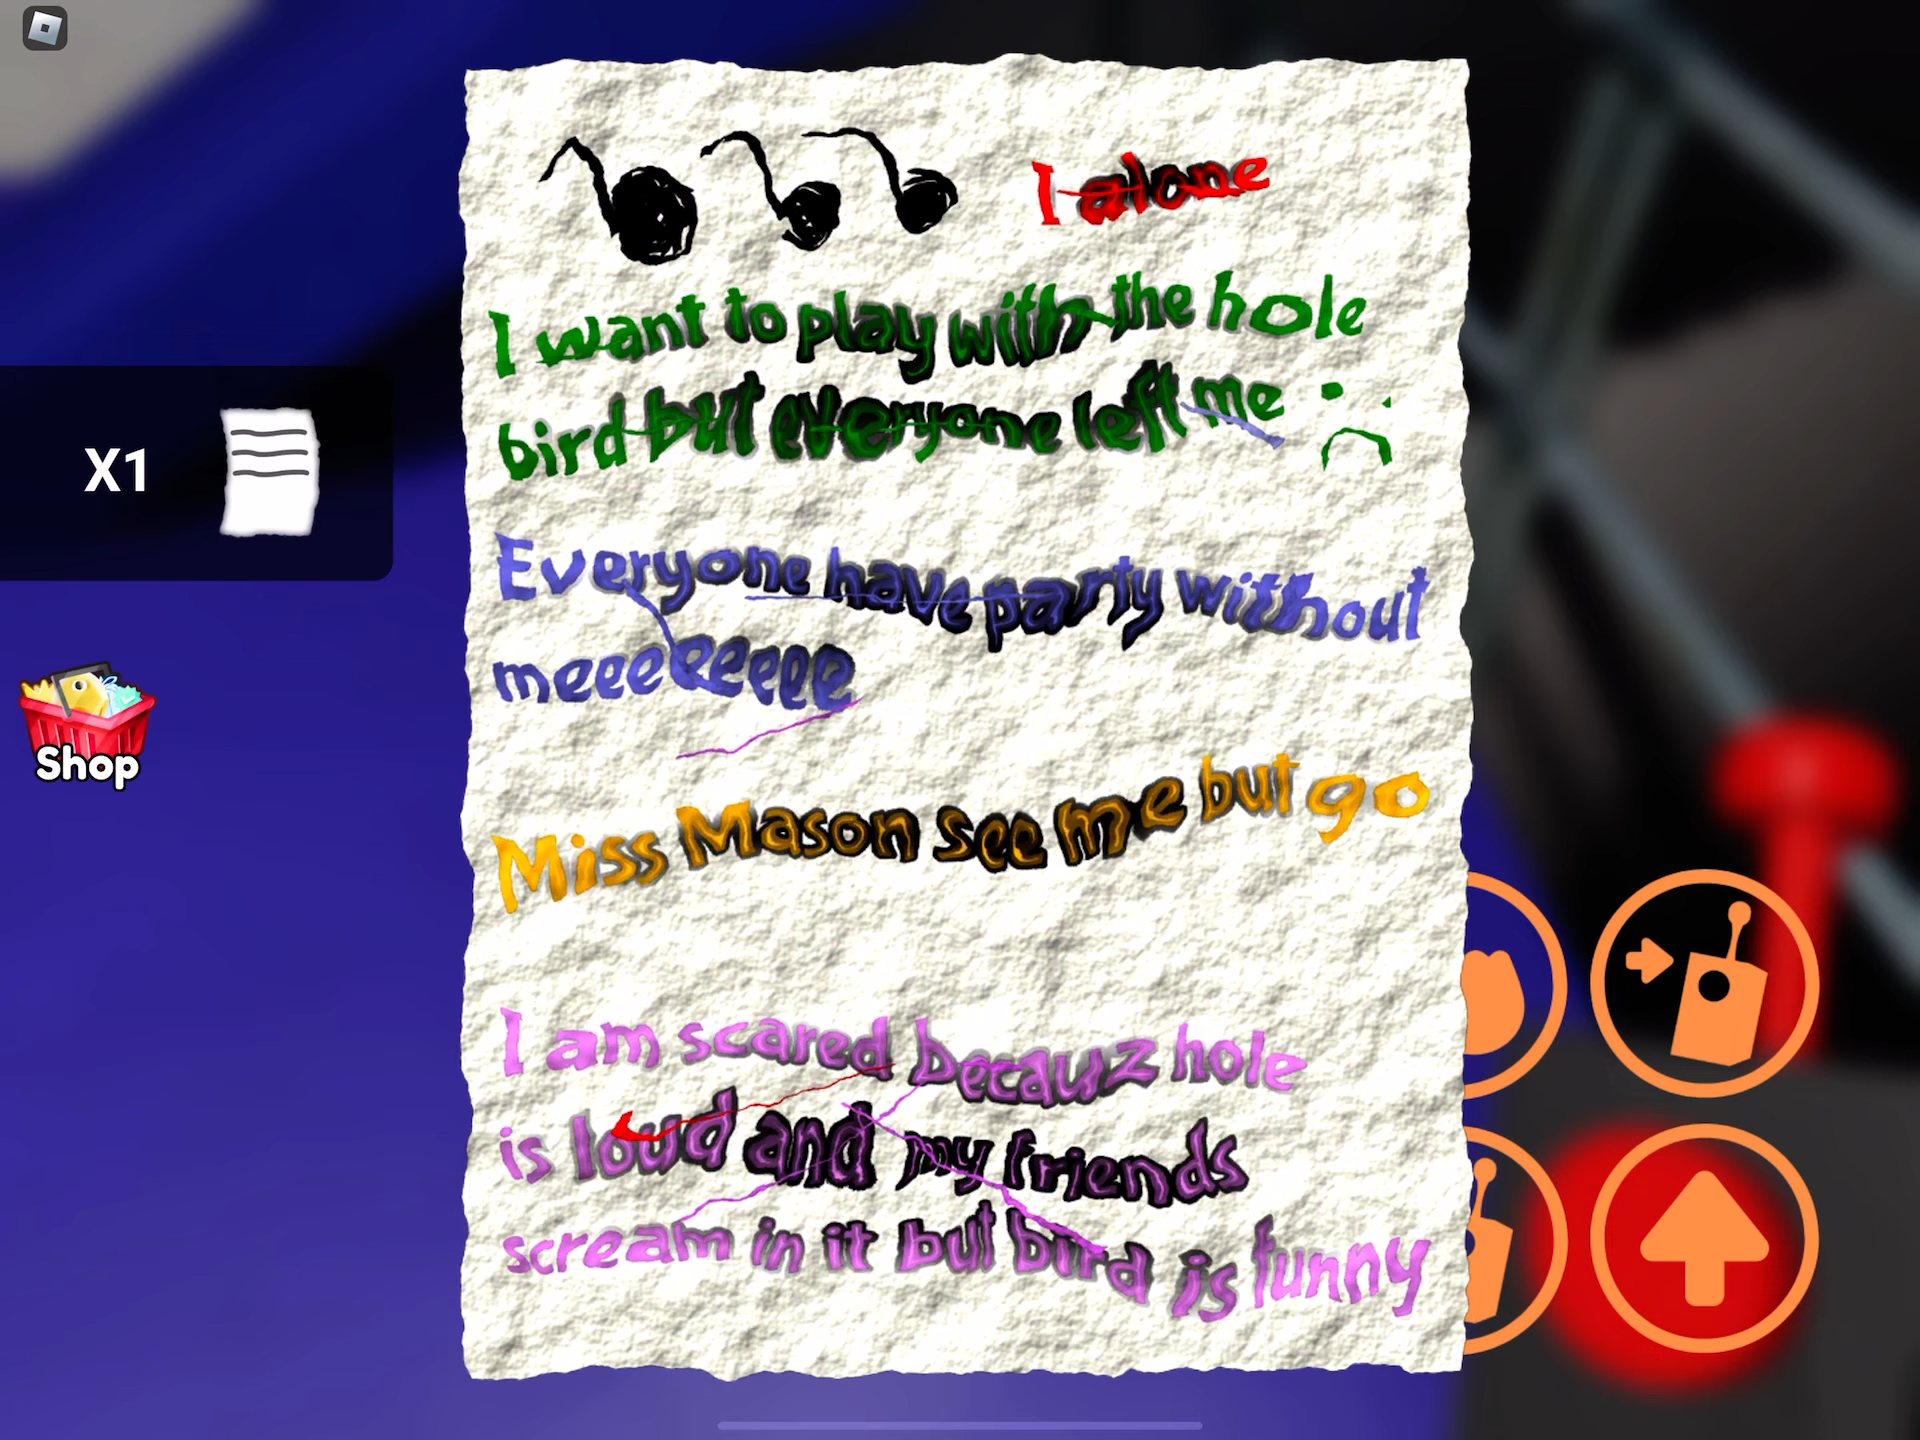 I alone
I want to play with the hole
bird but everyone left me
X1
Everyone have party without
meeeeeeee
Shop
Miss Mason see me but go
I am scared becauz hole
is loud and my friends
scream in it but bird is funny